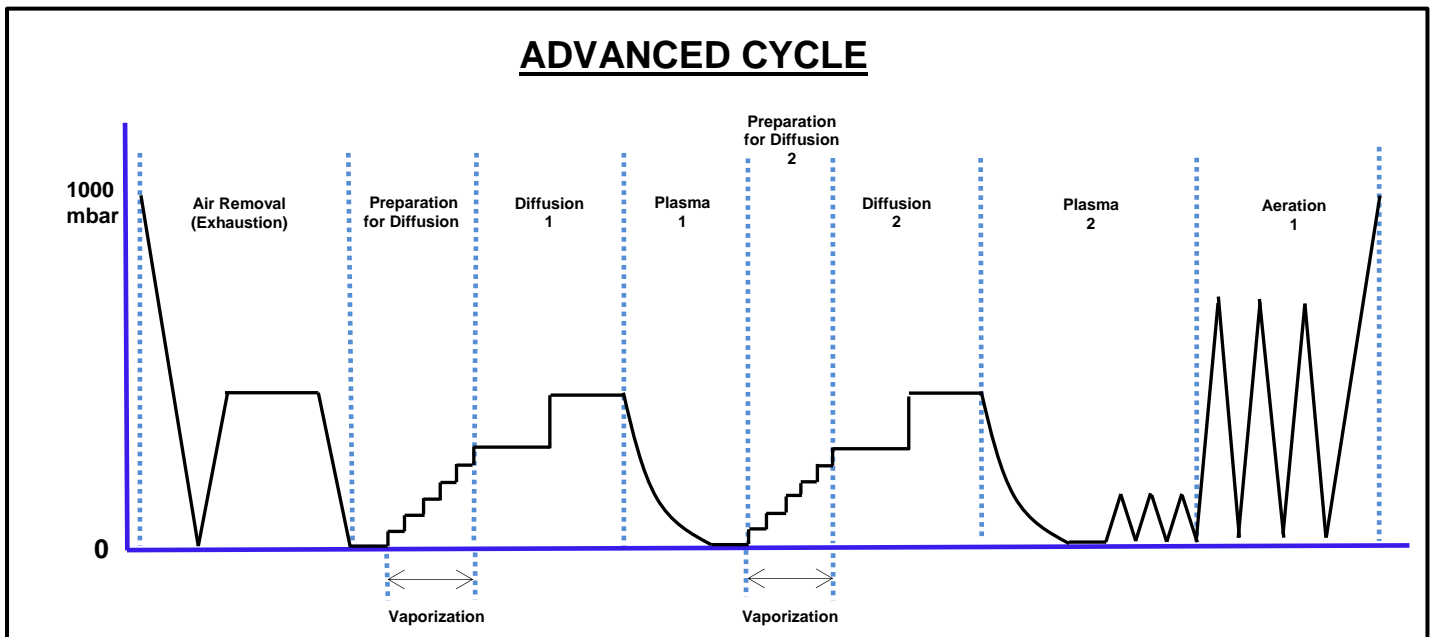 ADVANCED CYCLE
1000
mbar
0
Air Removal
(Exhaustion)
Preparation
for Diffusion
Diffusion
1
Plasma
1
Preparation
for Diffusion
2
Diffusion
2
Plasma
2
Aeration
1
Vaporization
Vaporization